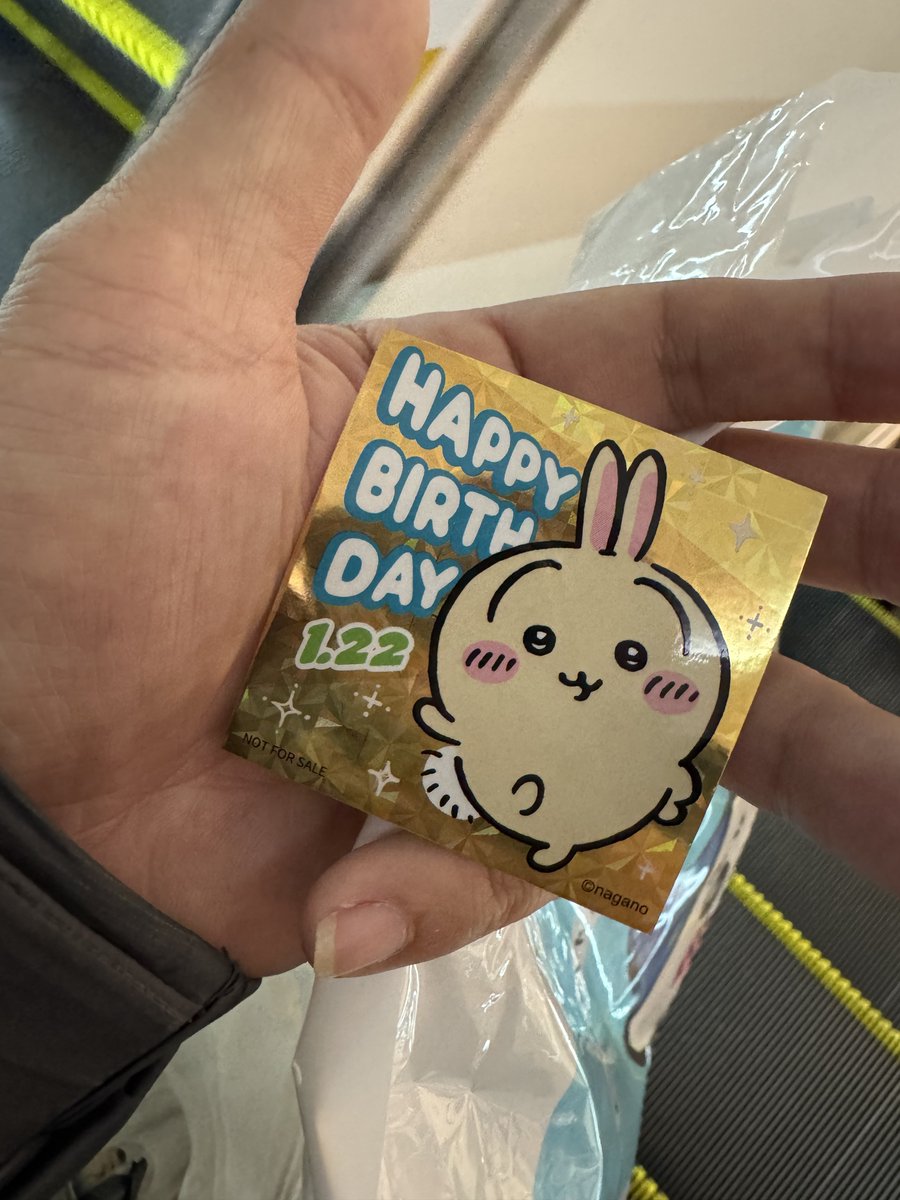 HAPPY
BIRTH
DAY
1.22
NOT FOR SALE
©nagano